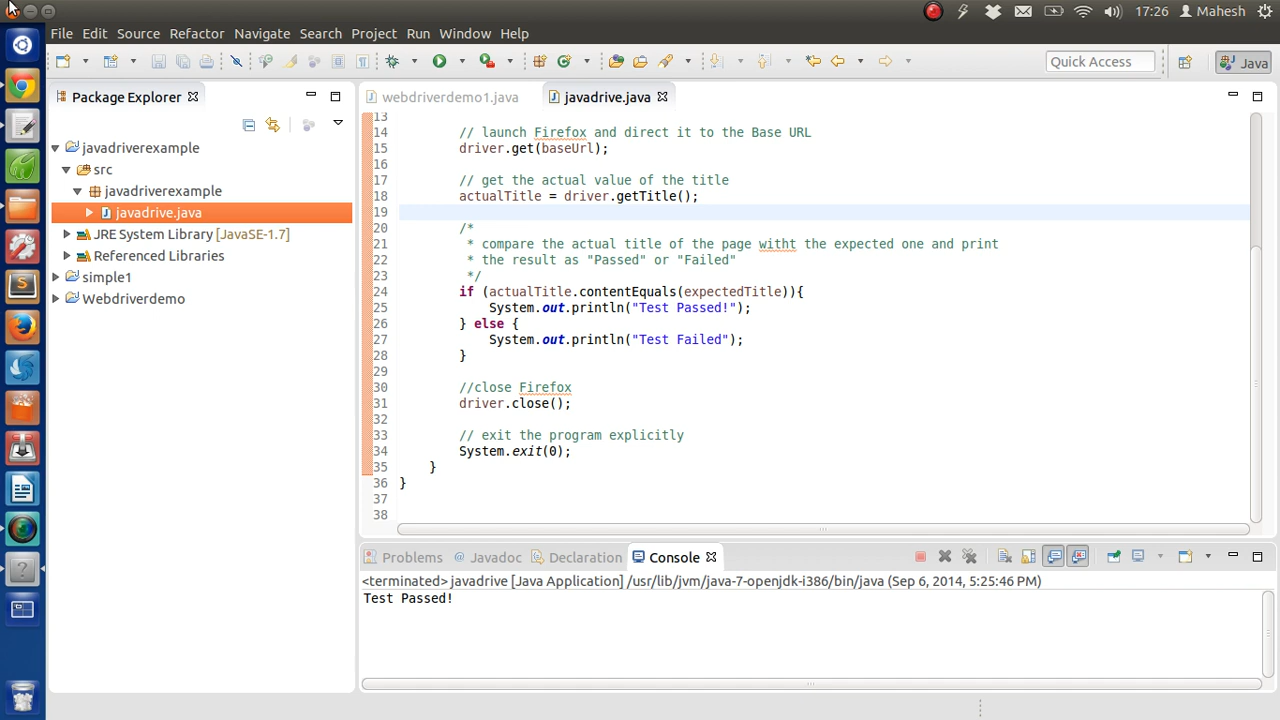 17:26 Mahesh
File Edit Source Refactor Navigate Search Project Run Window Help
Quick Access Java
Package Explorer
webdriverdemo1.java javadrive.java
javadriverexample
src
javadriverexample
javadrive.java
JRE System Library [JavaSE-1.7]
Referenced Libraries
simple1
Webdriverdemo
13
14 // launch Firefox and direct it to the Base URL
15 driver.get(baseUrl);
16
17 // get the actual value of the title
18 actualTitle = driver.getTitle();
19
20 /*
21 * compare the actual title of the page witht the expected one and print
22 * the result as "Passed" or "Failed"
23 */
24 if (actualTitle.contentEquals(expectedTitle)){
25 System.out.println("Test Passed!");
26 } else {
27 System.out.println("Test Failed");
28 }
29
30 //close Firefox
31 driver.close();
32
33 // exit the program explicitly
34 System.exit(0);
35 }
36 }
37
38
Problems @ Javadoc Declaration Console
<terminated> javadrive [Java Application] /usr/lib/jvm/java-7-openjdk-i386/bin/java (Sep 6, 2014, 5:25:46 PM)
Test Passed!